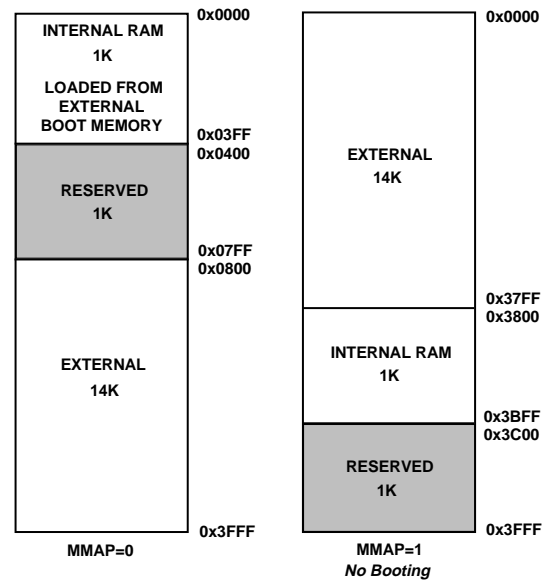 0x0000
INTERNAL RAM
1K
LOADED FROM
EXTERNAL
BOOT MEMORY
0x03FF
0x0400
RESERVED
1K
0x07FF
0x0800
EXTERNAL
14K
0x3FFF
MMAP=0
0x0000
EXTERNAL
14K
0x37FF
0x3800
INTERNAL RAM
1K
0x3BFF
0x3C00
RESERVED
1K
0x3FFF
MMAP=1
No Booting